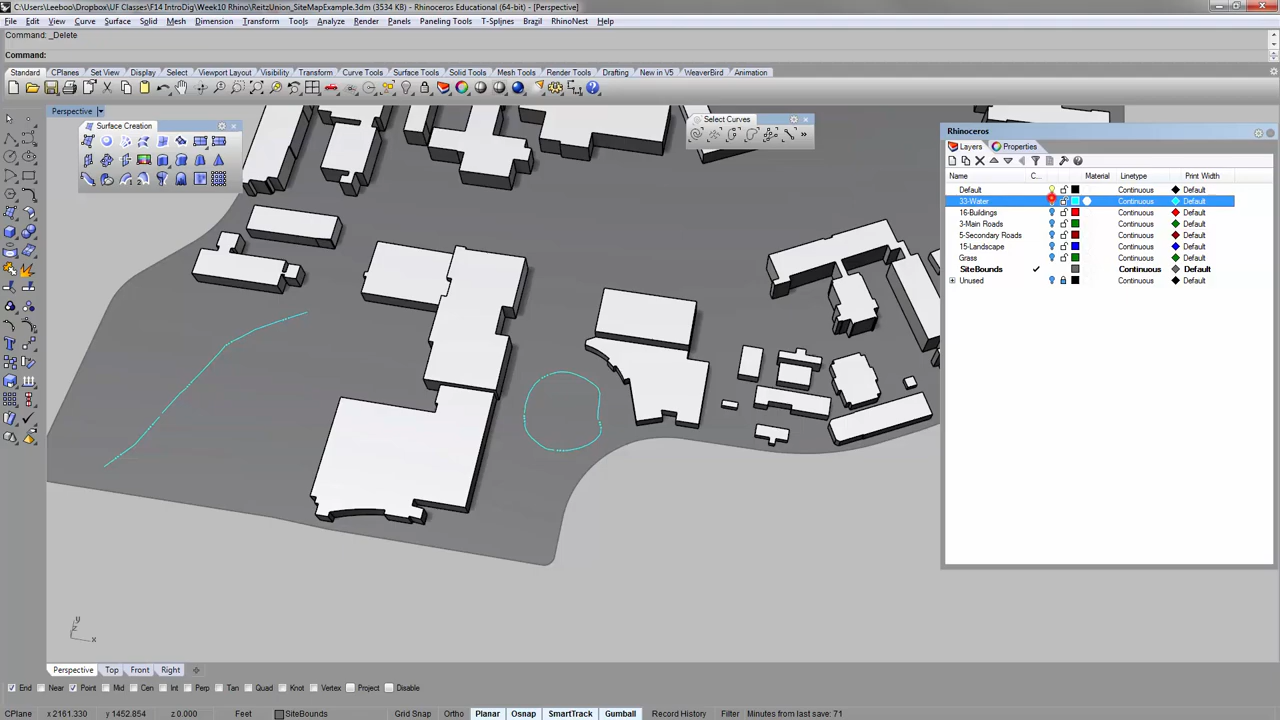 C:\Users\Leeboo\Dropbox\UF Classes\F14 IntroDig\Week10 Rhino\ReitzUnion_SiteMapExample.3dm (3534 KB) - Rhinoceros Educational (64-bit) - [Perspective]
File Edit View Curve Surface Solid Mesh Dimension Transform Tools Analyze Render Panels Paneling Tools T-Splines Brazil RhinoNest Help
Command: _Delete
Command:
Standard CPlanes Set View Display Select Viewport Layout Visibility Transform Curve Tools Surface Tools Solid Tools Mesh Tools Render Tools Drafting New in V5 WeaverBird Animation
Perspective
Surface Creation
Select Curves
Rhinoceros
Layers Properties
Name C... Material Linetype Print Width
Default Continuous Default
33-Water Continuous Default
16-Buildings Continuous Default
3-Main Roads Continuous Default
5-Secondary Roads Continuous Default
15-Landscape Continuous Default
Grass Continuous Default
SiteBounds Continuous Default
Unused Continuous Default
y
z
x
Perspective Top Front Right
End Near Point Mid Cen Int Perp Tan Quad Knot Vertex Project Disable
CPlane x 2161.330 y 1452.854 z 0.000 Feet SiteBounds Grid Snap Ortho Planar Osnap SmartTrack Gumball Record History Filter Minutes from last save: 71